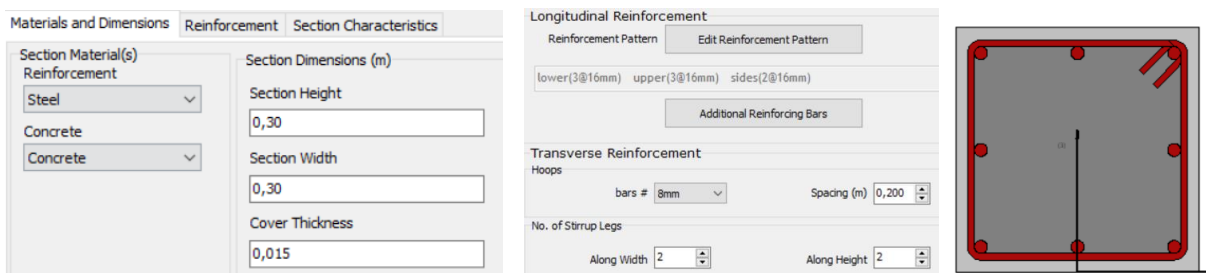 Materials and Dimensions Reinforcement Section Characteristics
Section Material(s)
Reinforcement
Steel
Concrete
Concrete
Section Dimensions (m)
Section Height
0,30
Section Width
0,30
Cover Thickness
0,015
Longitudinal Reinforcement
Reinforcement Pattern Edit Reinforcement Pattern
lower(3@16mm) upper(3@16mm) sides(2@16mm)
Additional Reinforcing Bars
Transverse Reinforcement
Hoops
bars # 8mm Spacing (m) 0,200
No. of Stirrup Legs
Along Width 2 Along Height 2